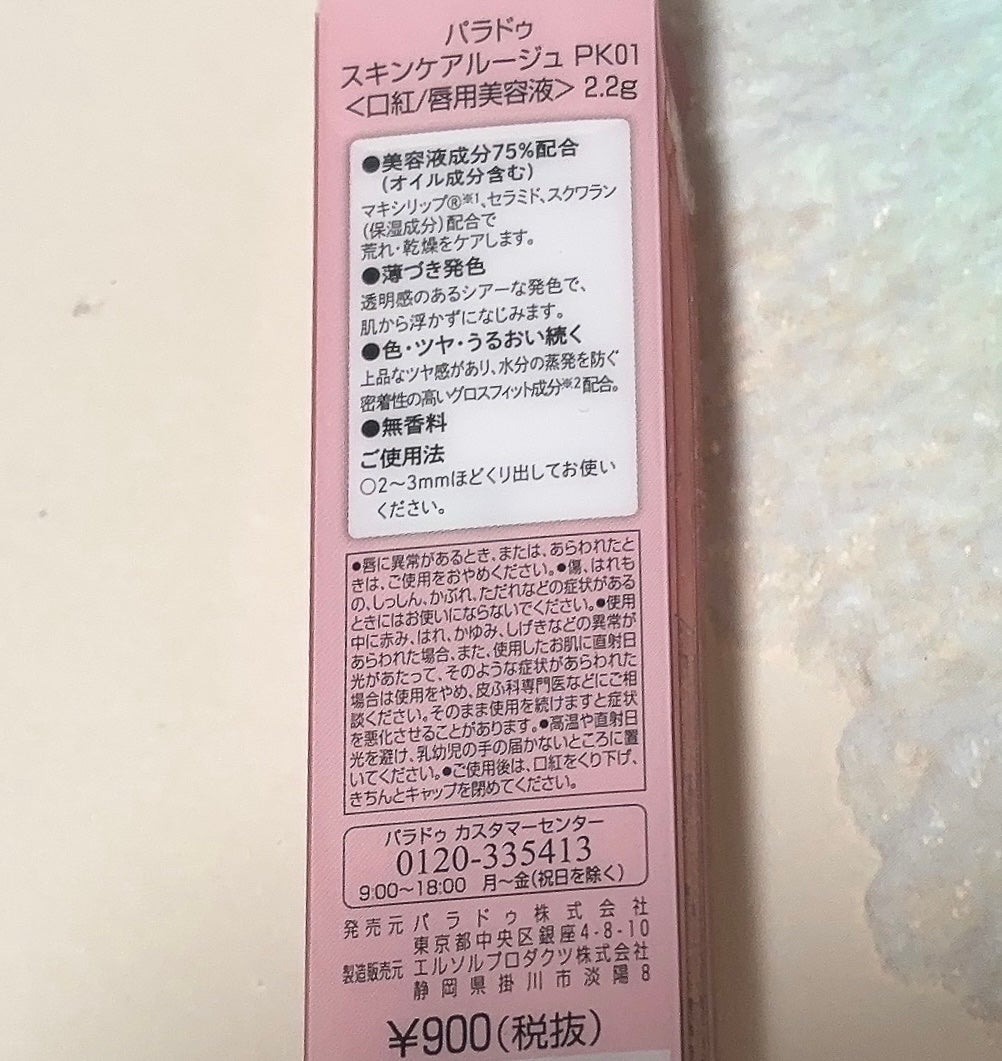 パラドゥ
スキンケアルージュ PK01
<口紅/唇用美容液> 2.2g
●美容液成分75%配合
(オイル成分含む)
マキシリップ®※1、セラミド、スクワラン
(保湿成分)配合で
荒れ・乾燥をケアします。
●薄づき発色
透明感のあるシアーな発色で、
肌から浮かずになじみます。
●色・ツヤ・うるおい続く
上品なツヤ感があり、水分の蒸発を防ぐ
密着性の高いグロスフィット成分※2配合。
●無香料
ご使用法
○2～3mmほどくり出してお使い
ください。
●唇に異常があるとき、または、あらわれたと
きは、ご使用をおやめください。●傷、はれも
の、しっしん、かぶれ、ただれなどの症状がある
ときにはお使いにならないでください。●使用
中に赤み、はれ、かゆみ、しげきなどの異常が
あらわれた場合、また、使用したお肌に直射日
光があたって、そのような症状があらわれた
場合は使用をやめ、皮ふ科専門医などにご相
談ください。そのまま使用を続けますと症状
を悪化させることがあります。●高温や直射日
光を避け、乳幼児の手の届かないところに置
いてください。●ご使用後は、口紅をくり下げ、
きちんとキャップを閉めてください。
パラドゥ カスタマーセンター
0120-335413
9:00～18:00 月～金(祝日を除く)
発売元 パラドゥ株式会社
東京都中央区銀座4-8-10
製造販売元 エルソルプロダクツ株式会社
静岡県掛川市淡陽8
¥900(税抜)